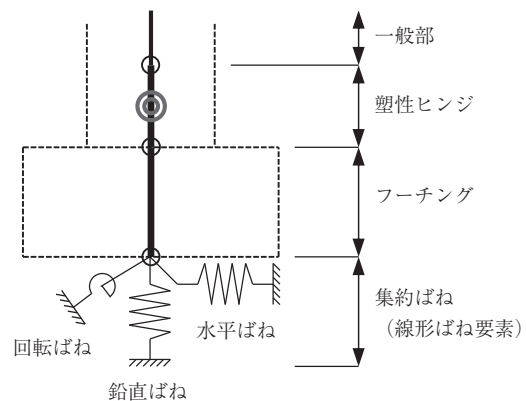 一般部
塑性ヒンジ
フーチング
集約ばね
（線形ばね要素）
水平ばね
回転ばね
鉛直ばね